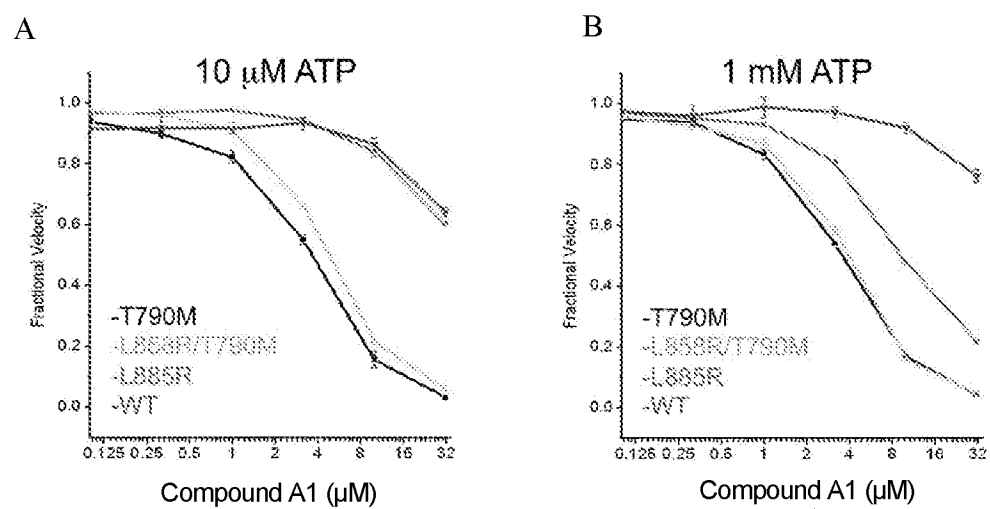 A
10 μM ATP
1.0
0.8
0.6
0.4
0.2
0.0
Fractional Velocity
-T790M
-L858R/T790M
-L885R
-WT
0.125 0.25 0.5 1 2 4 8 16 32
Compound A1 (μM)
B
1 mM ATP
1.0
0.8
0.6
0.4
0.2
0.0
Fractional Velocity
-T790M
-L858R/T790M
-L885R
-WT
0.125 0.25 0.5 1 2 4 8 16 32
Compound A1 (μM)